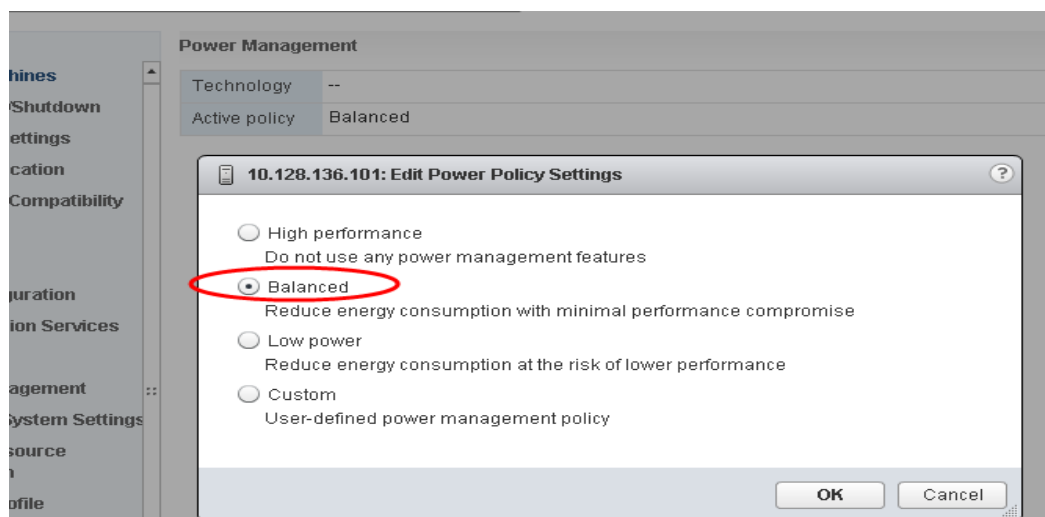 Power Management
hines
Technology --
/Shutdown
Active policy Balanced
ettings
cation
10.128.136.101: Edit Power Policy Settings ?
Compatibility
High performance
Do not use any power management features
Balanced
juration
Reduce energy consumption with minimal performance compromise
ion Services
Low power
Reduce energy consumption at the risk of lower performance
agement
Custom
System Settings
User-defined power management policy
source
ofile
OK Cancel